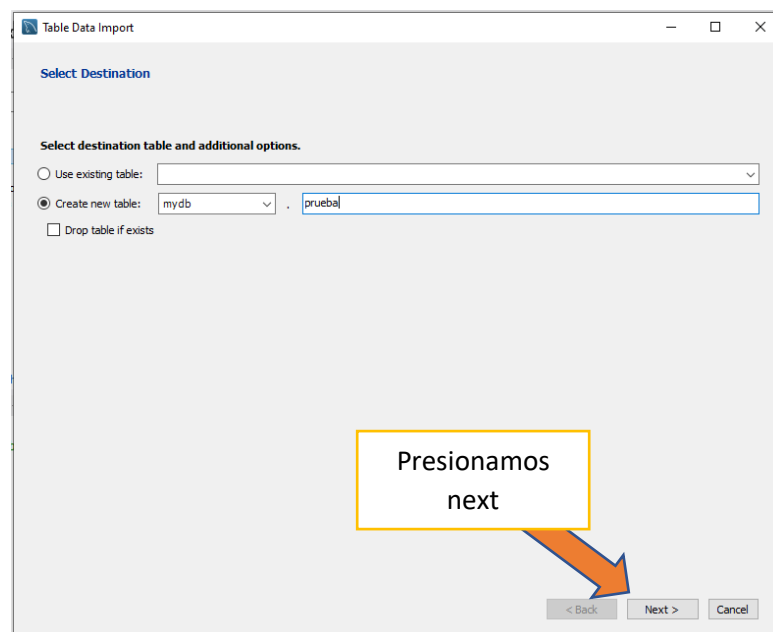 Table Data Import
Select Destination
Select destination table and additional options.
Use existing table:
Create new table: mydb . prueba
Drop table if exists
Presionamos
next
< Back Next > Cancel